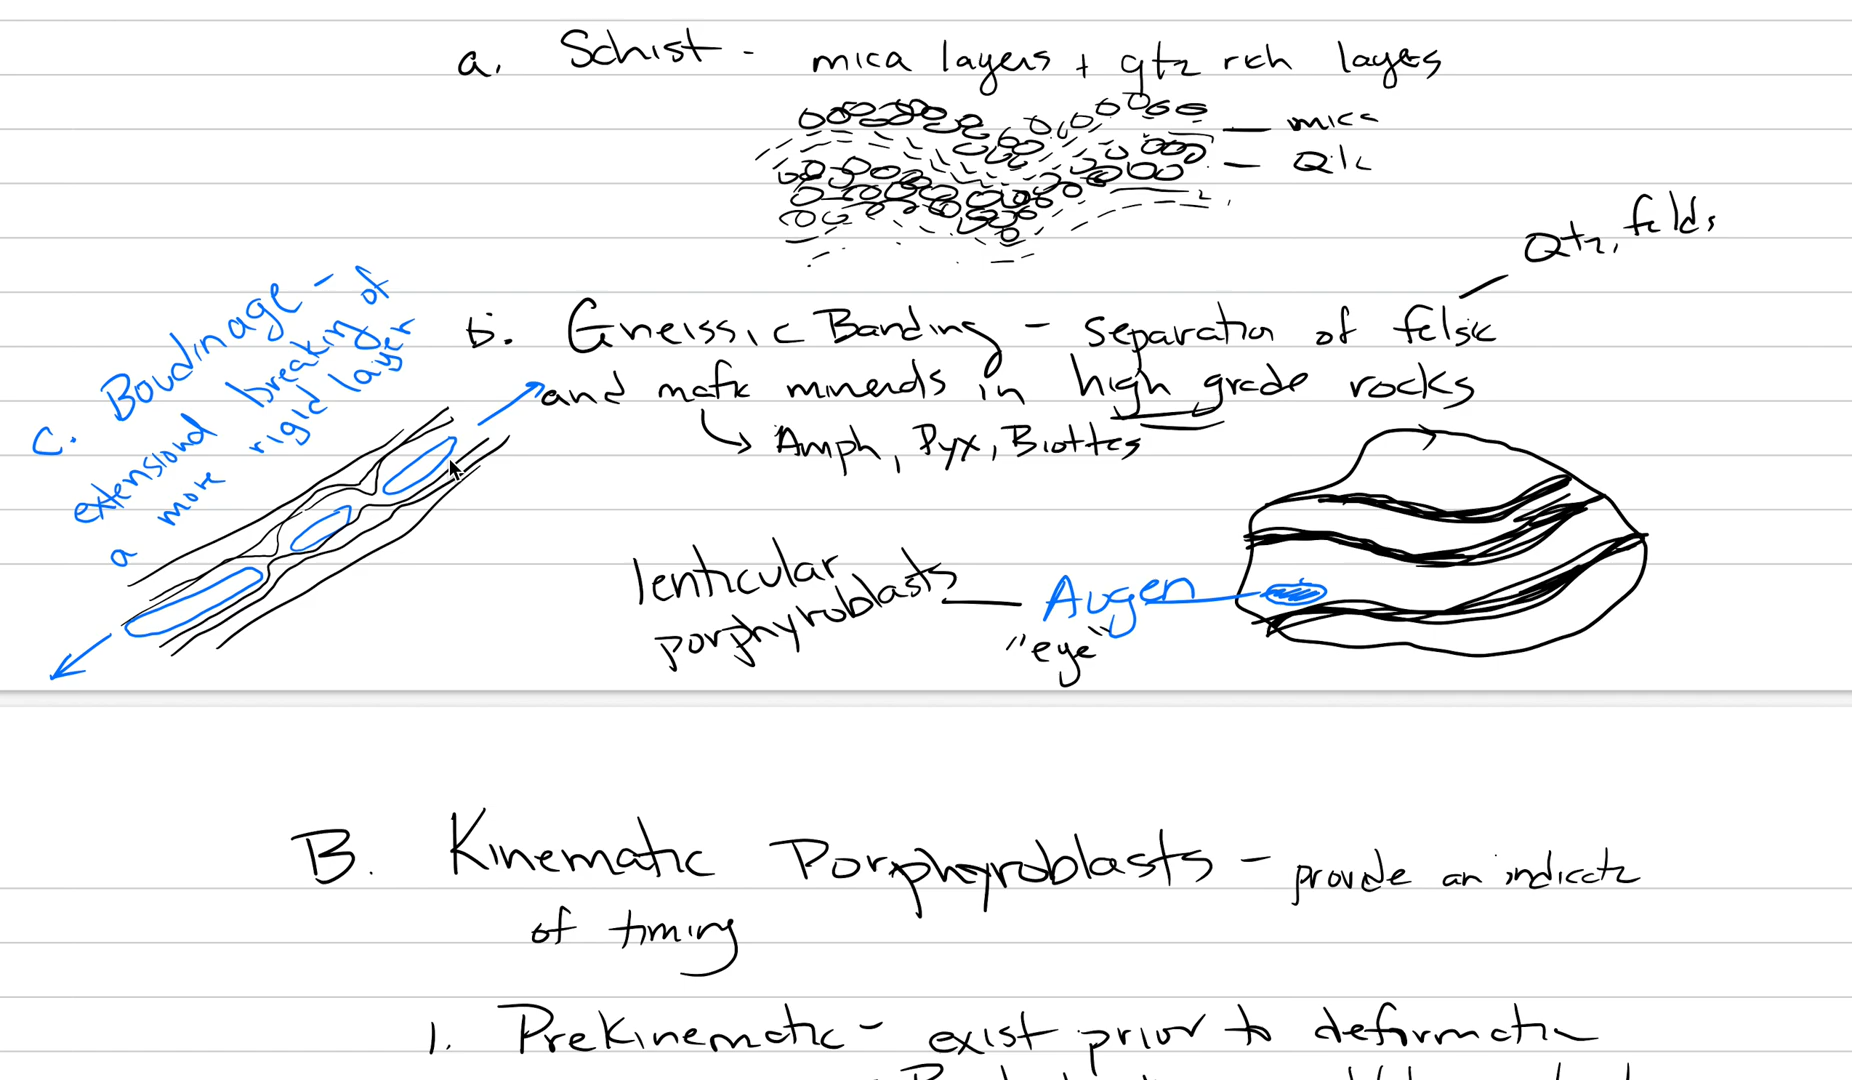 a. Schist - mica layers + qtz rich layers
mica
Qtz
Qtz, felds
b. Gneissic Banding - separation of felsic
and mafic minerals in high grade rocks
Amph, Pyx, Biotites
c. Boudinage -
extensional breaking of
a more rigid layer
lenticular
porphyroblasts
Augen
"eye"
B. Kinematic Porphyroblasts - provide an indicator
of timing
1. Prekinematic - exist prior to deformation